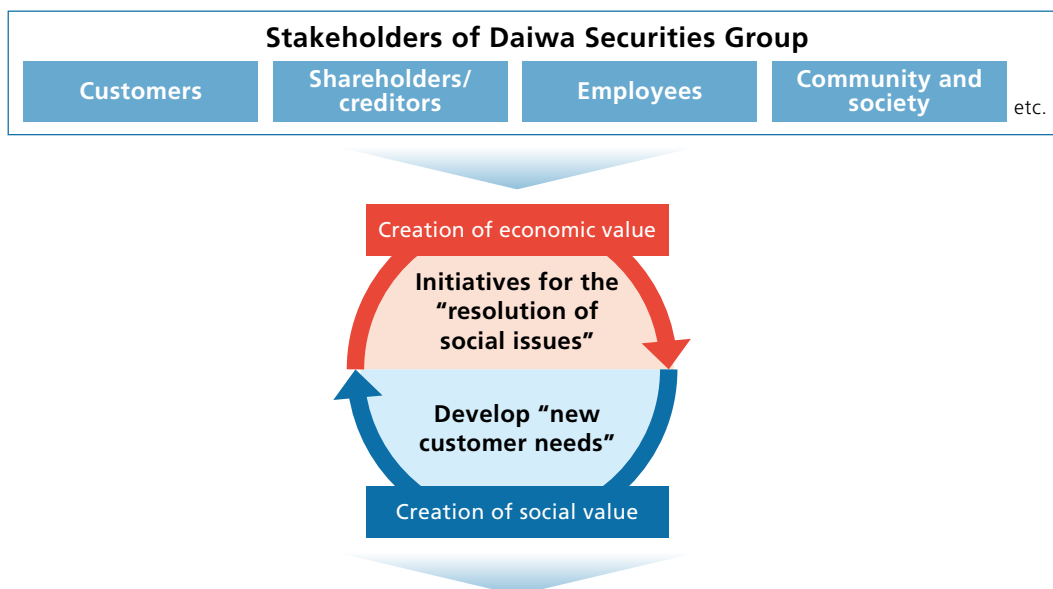 Stakeholders of Daiwa Securities Group
Customers
Shareholders/
creditors
Employees
Community and
society
etc.
Creation of economic value
Initiatives for the
“resolution of
social issues”
Develop “new
customer needs”
Creation of social value